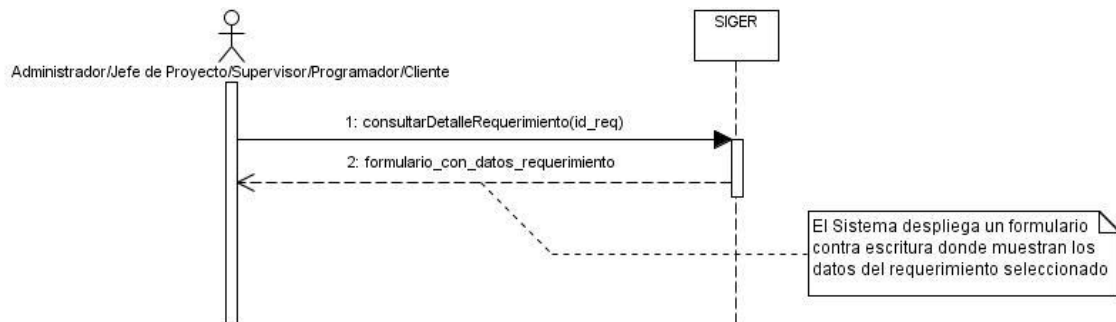 SIGER
Administrador/Jefe de Proyecto/Supervisor/Programador/Cliente
1: consultarDetalleRequerimiento(id_req)
2: formulario_con_datos_requerimiento
El Sistema despliega un formulario
contra escritura donde muestran los
datos del requerimiento seleccionado